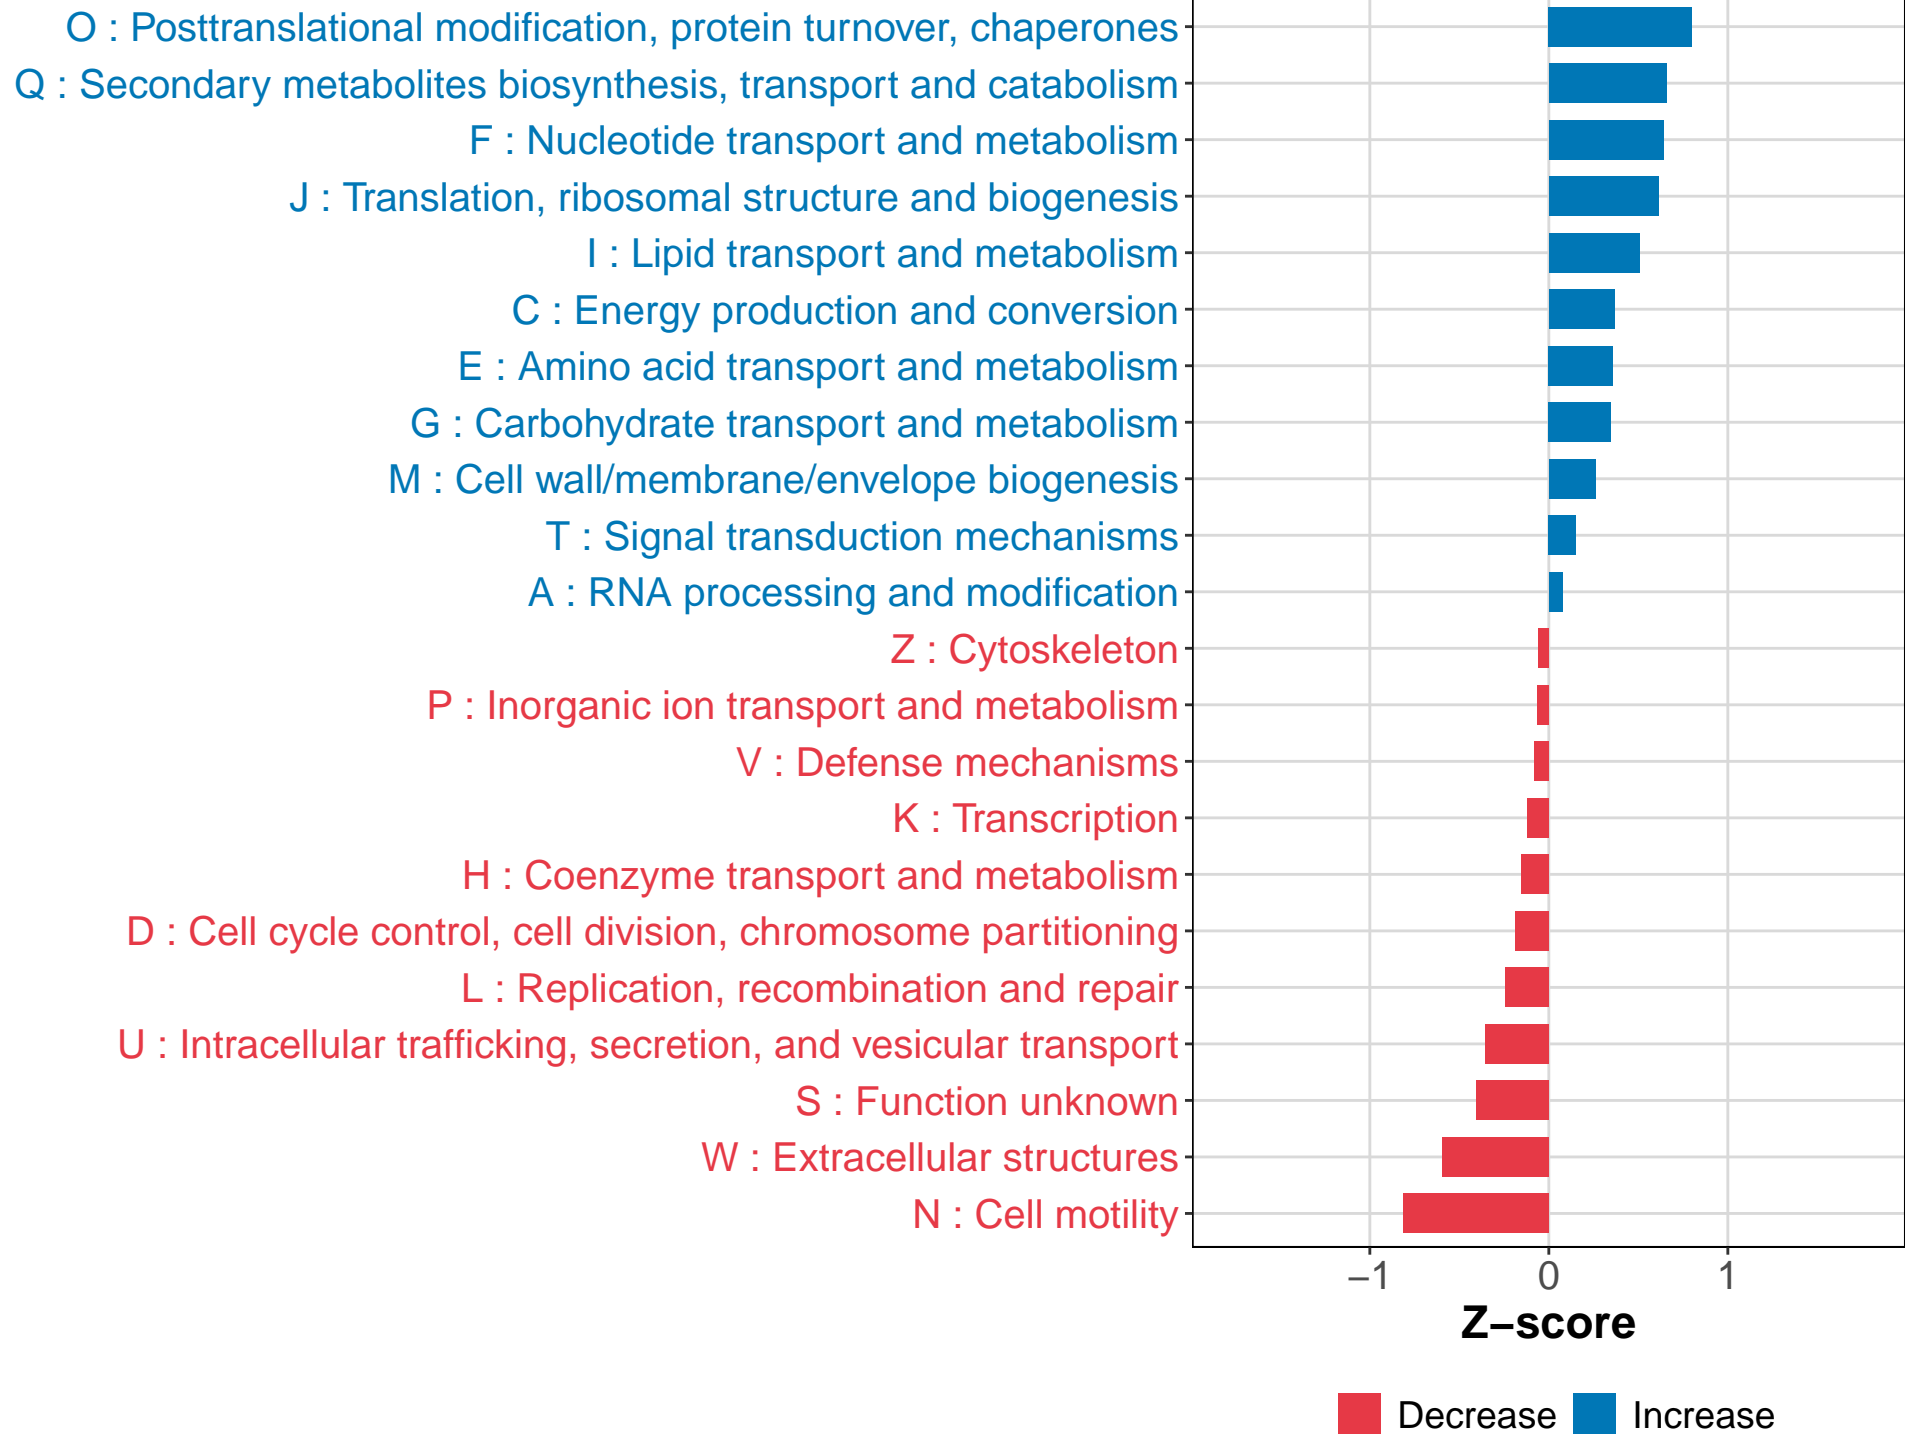 O : Posttranslational modification, protein turnover, chaperones
Q : Secondary metabolites biosynthesis, transport and catabolism
F : Nucleotide transport and metabolism
J : Translation, ribosomal structure and biogenesis
I : Lipid transport and metabolism
C : Energy production and conversion
E : Amino acid transport and metabolism
G : Carbohydrate transport and metabolism
M : Cell wall/membrane/envelope biogenesis
T : Signal transduction mechanisms
A : RNA processing and modification
Z : Cytoskeleton
P : Inorganic ion transport and metabolism
V : Defense mechanisms
K : Transcription
H : Coenzyme transport and metabolism
D : Cell cycle control, cell division, chromosome partitioning
L : Replication, recombination and repair
U : Intracellular trafficking, secretion, and vesicular transport
S : Function unknown
W : Extracellular structures
N : Cell motility
−1 0 1
Z−score
Decrease Increase